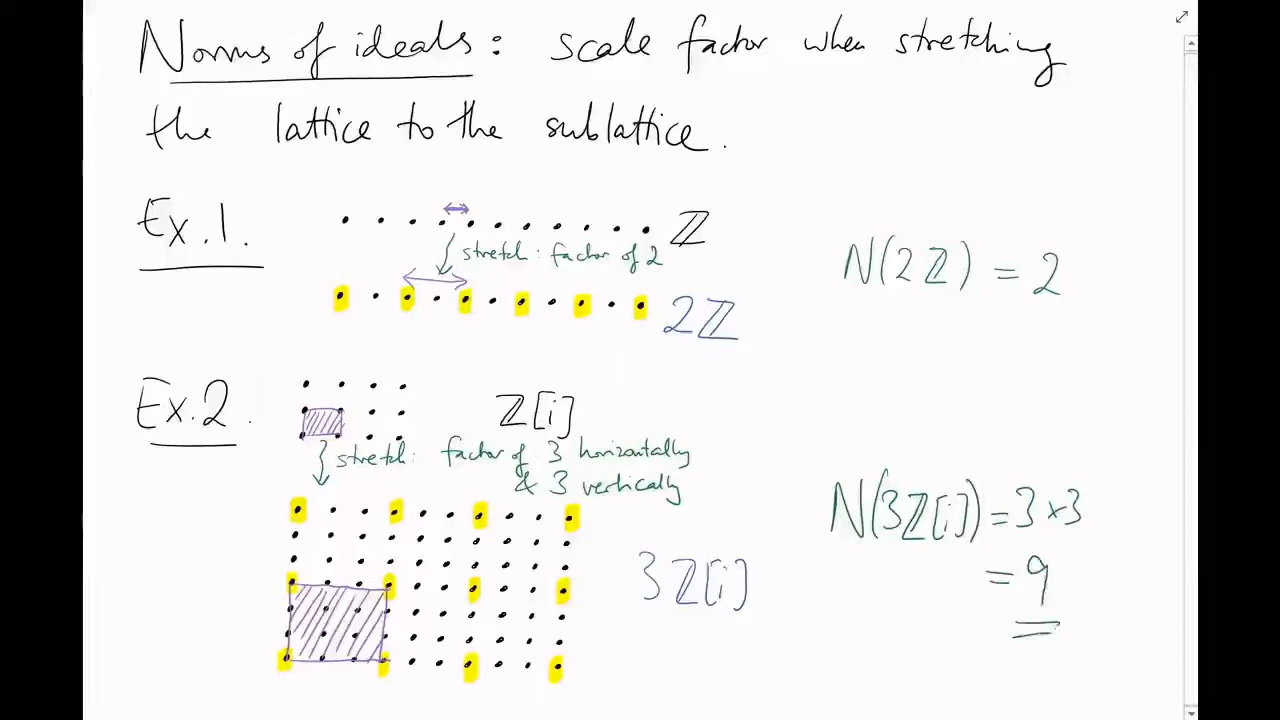 Norms of ideals: scale factor when stretching
the lattice to the sublattice.
Ex.1.
ℤ
stretch: factor of 2
N(2ℤ) = 2
2ℤ
Ex.2.
ℤ[i]
stretch: factor of 3 horizontally
& 3 vertically
N(3ℤ[i]) = 3×3
= 9
3ℤ[i]